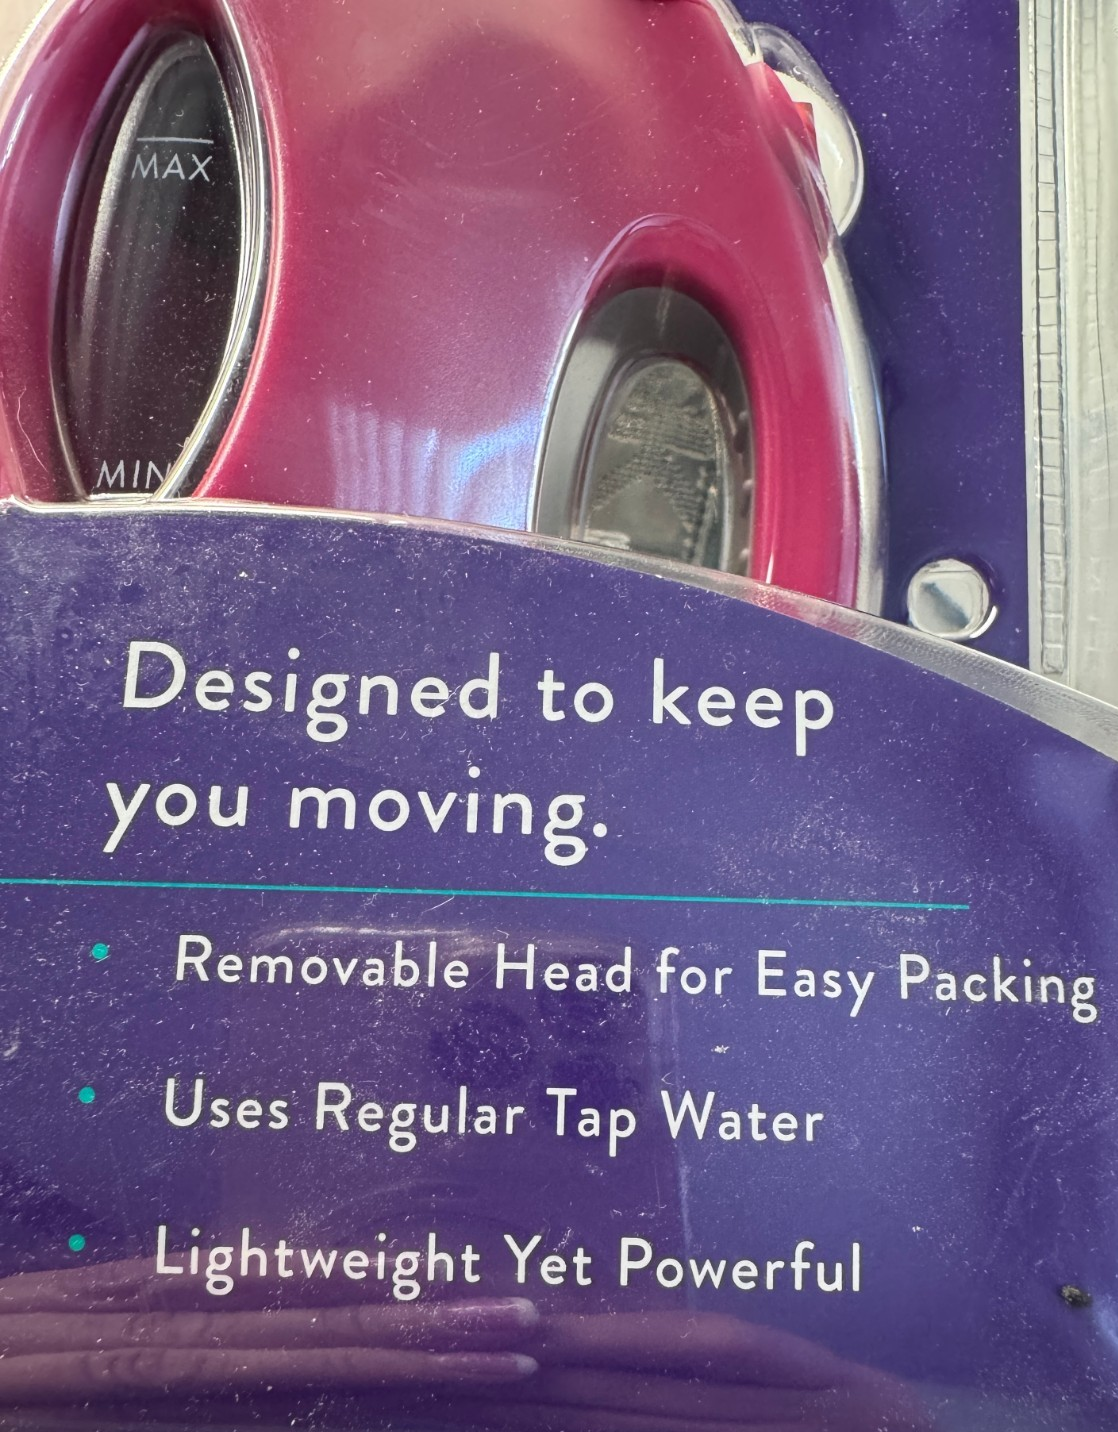 MAX
MIN
Designed to keep
you moving.
• Removable Head for Easy Packing
• Uses Regular Tap Water
• Lightweight Yet Powerful